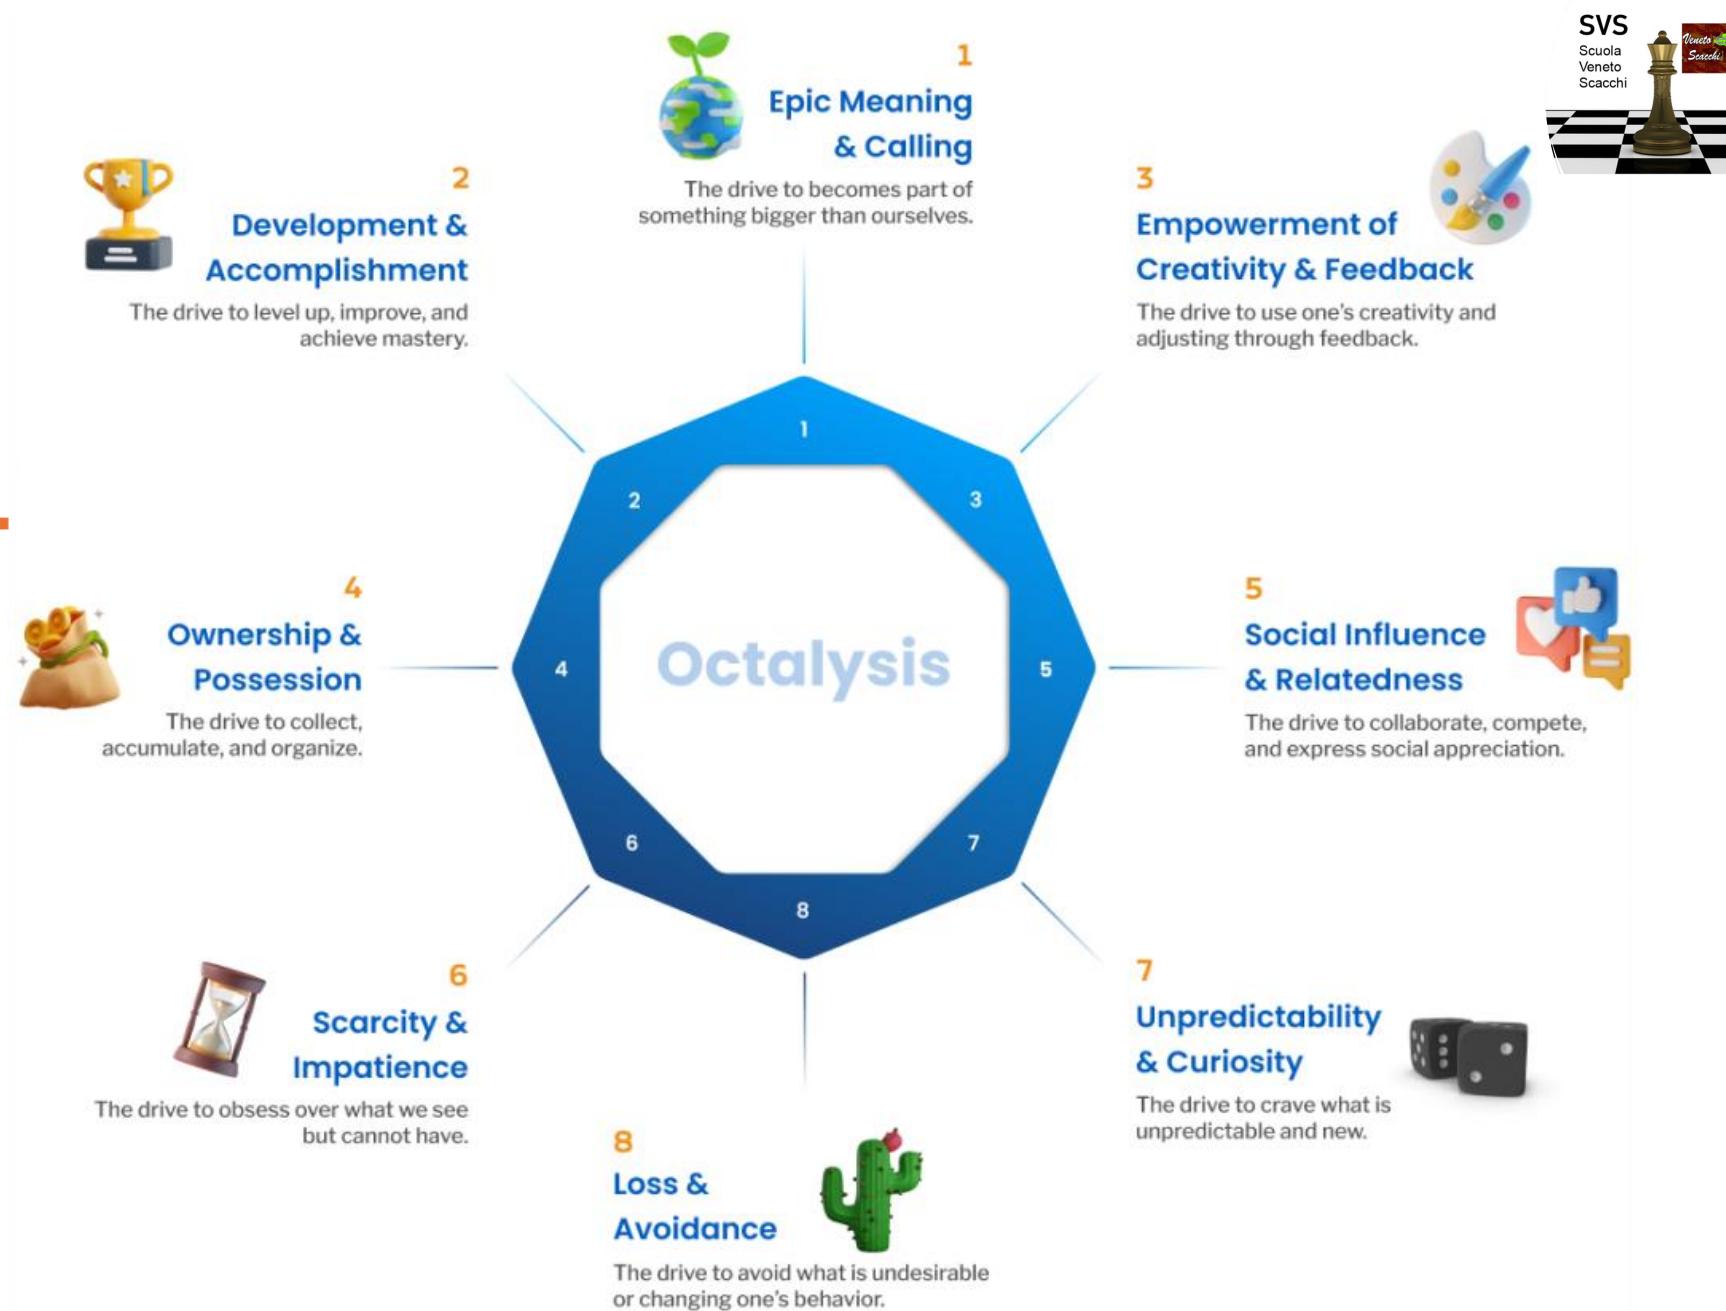 SVS
Scuola
Veneto
Scacchi
Veneto
Scacchi
1
Epic Meaning
& Calling
The drive to becomes part of
something bigger than ourselves.
2
Development &
Accomplishment
The drive to level up, improve, and
achieve mastery.
3
Empowerment of
Creativity & Feedback
The drive to use one's creativity and
adjusting through feedback.
4
Ownership &
Possession
The drive to collect,
accumulate, and organize.
5
Social Influence
& Relatedness
The drive to collaborate, compete,
and express social appreciation.
1
2
3
4
Octalysis
5
6
7
8
6
Scarcity &
Impatience
The drive to obsess over what we see
but cannot have.
7
Unpredictability
& Curiosity
The drive to crave what is
unpredictable and new.
8
Loss &
Avoidance
The drive to avoid what is undesirable
or changing one's behavior.